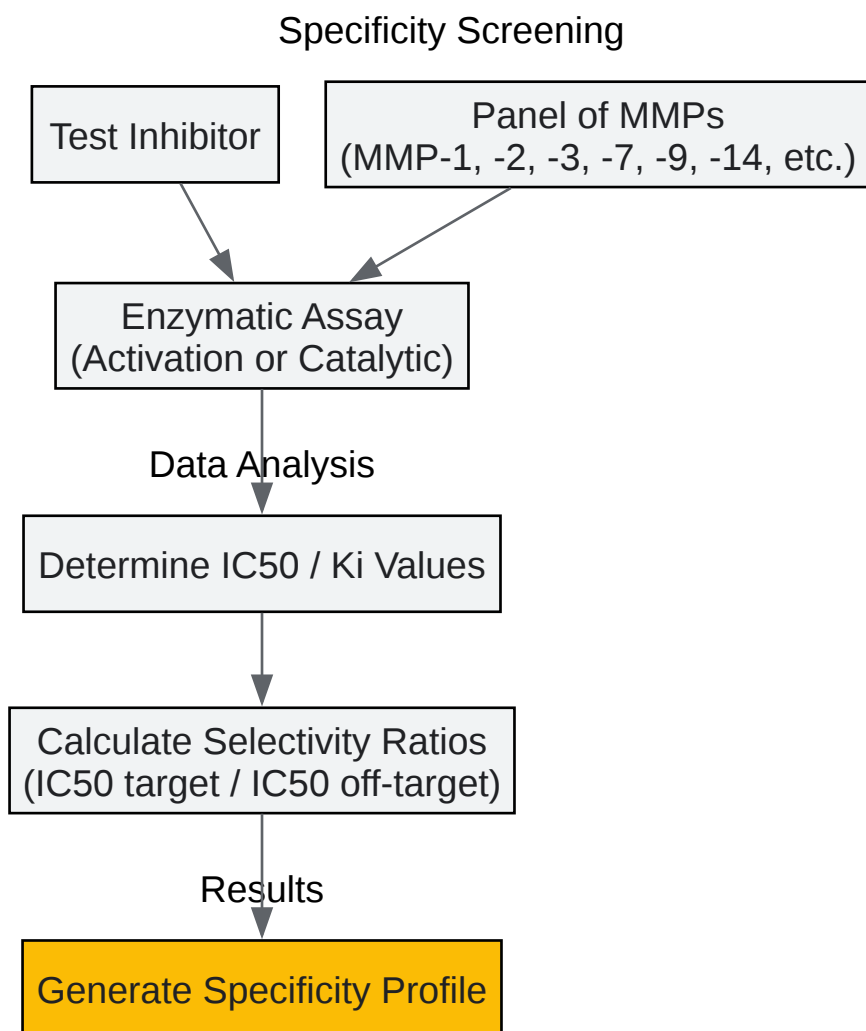 Specificity Screening
Test Inhibitor
Panel of MMPs
(MMP-1, -2, -3, -7, -9, -14, etc.)
Enzymatic Assay
(Activation or Catalytic)
Data Analysis
Determine IC50 / Ki Values
Calculate Selectivity Ratios
(IC50 target / IC50 off-target)
Results
Generate Specificity Profile